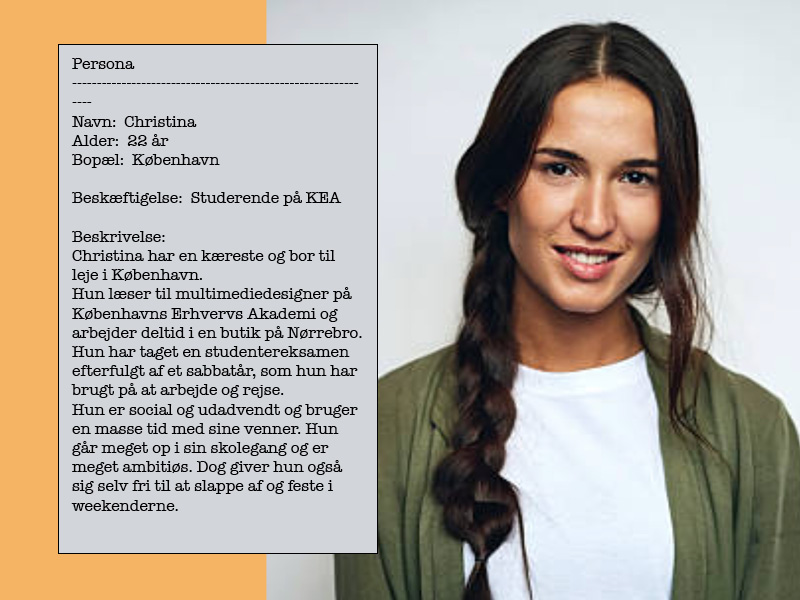 Persona
----------------------------------------------------------
----
Navn:  Christina
Alder:  22 år
Bopæl:  København
Beskæftigelse:  Studerende på KEA
Beskrivelse:
Christina har en kæreste og bor til
leje i København.
Hun læser til multimediedesigner på
Københavns Erhvervs Akademi og
arbejder deltid i en butik på Nørrebro.
Hun har taget en studentereksamen
efterfulgt af et sabbatår, som hun har
brugt på at arbejde og rejse.
Hun er social og udadvendt og bruger
en masse tid med sine venner. Hun
går meget op i sin skolegang og er
meget ambitiøs. Dog giver hun også
sig selv fri til at slappe af og feste i
weekenderne.